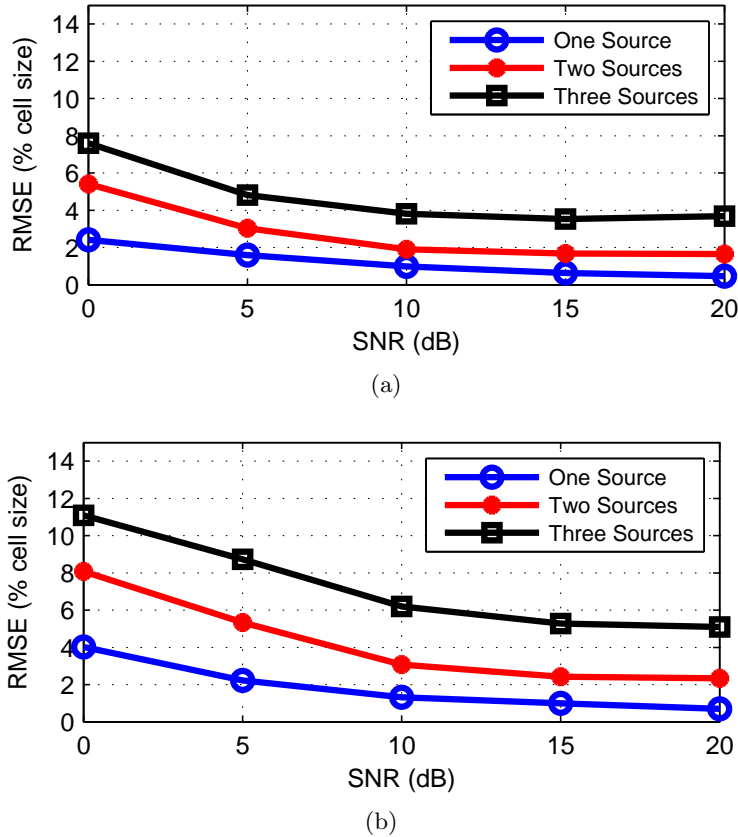 14
12
10
8
6
4
2
0
RMSE (% cell size)
One Source
Two Sources
Three Sources
0 5 10 15 20
SNR (dB)
(a)
14
12
10
8
6
4
2
0
RMSE (% cell size)
One Source
Two Sources
Three Sources
0 5 10 15 20
SNR (dB)
(b)